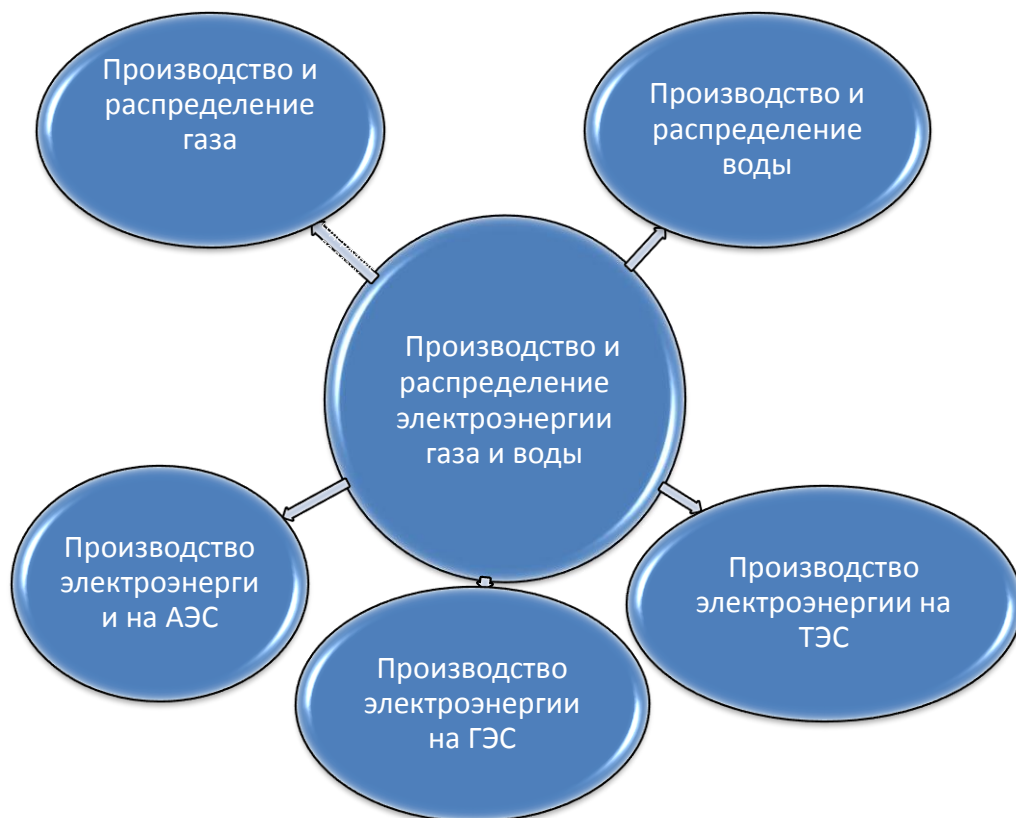 Производство и
распределение
газа
Производство и
распределение
воды
Производство и
распределение
электроэнергии
газа и воды
Производство
электроэнерги
и на АЭС
Производство
электроэнергии
на ГЭС
Производство
электроэнергии на
ТЭС